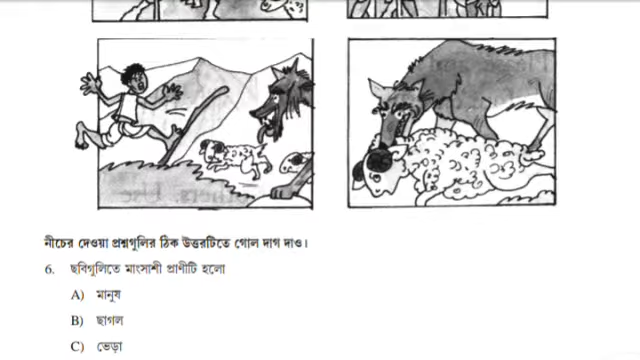 নীচের দেওয়া প্রশ্নগুলির ঠিক উত্তরটিতে গোল দাগ দাও।
6. ছবিগুলিতে মাংসাশী প্রাণীটি হলো
A) মানুষ
B) ছাগল
C) ভেড়া